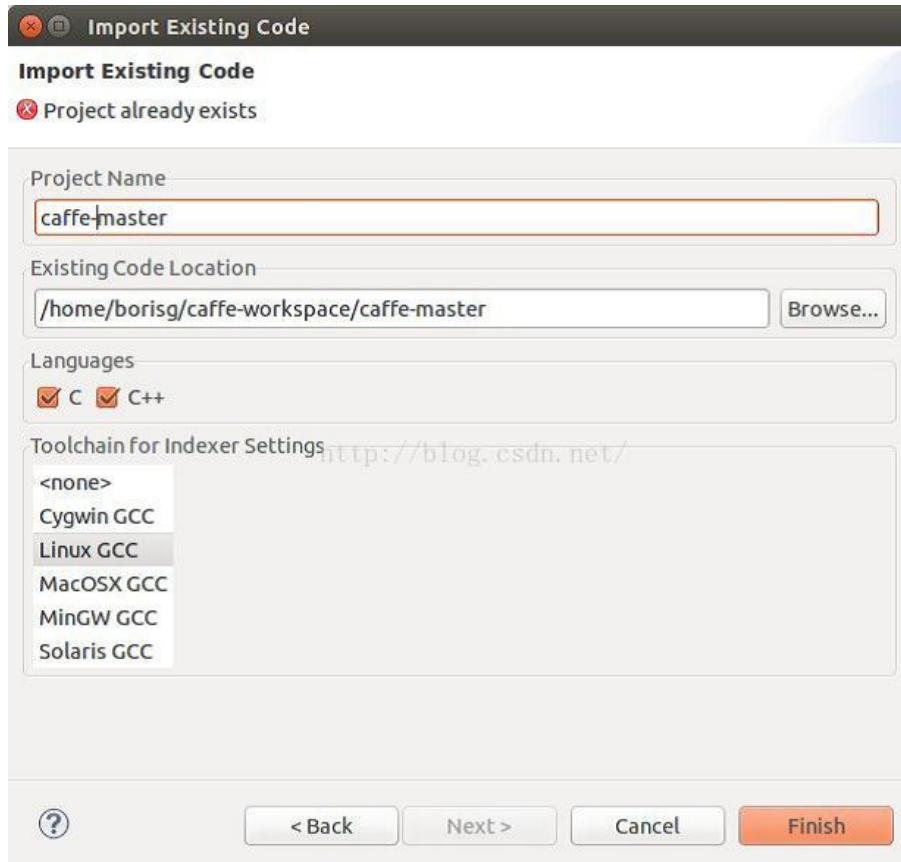 Import Existing Code
Import Existing Code
Project already exists
Project Name
caffe-master
Existing Code Location
/home/borisg/caffe-workspace/caffe-master
Browse...
Languages
C C++
Toolchain for Indexer Settings
http://blog.csdn.net/
<none>
Cygwin GCC
Linux GCC
MacOSX GCC
MinGW GCC
Solaris GCC
? < Back Next > Cancel Finish